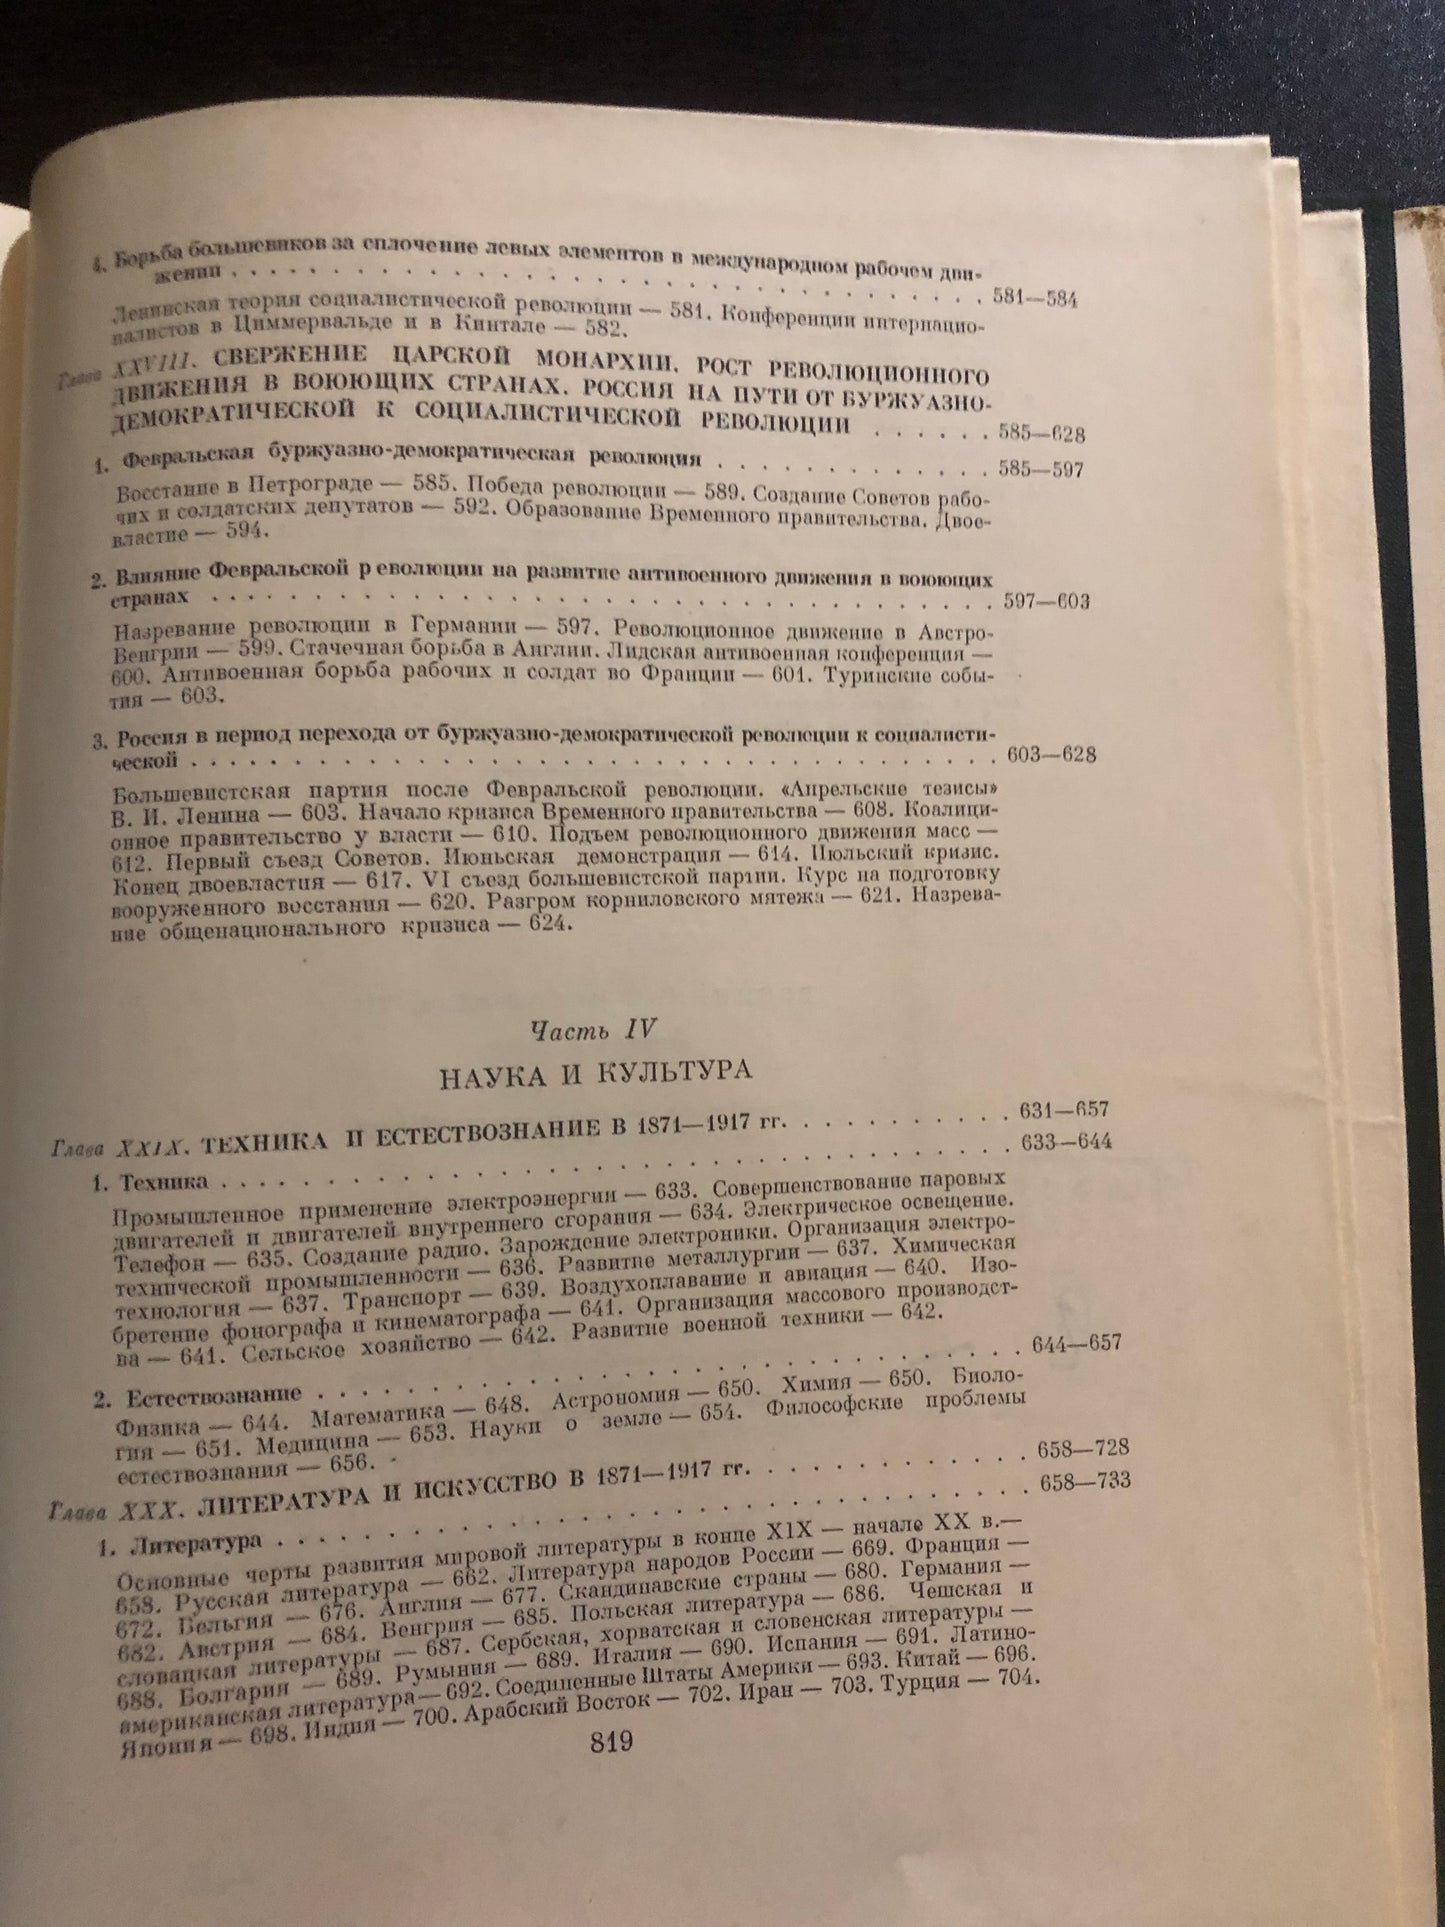 4. Борьба большевиков за сплочение левых элементов в международном рабочем дви-
жении . . . . . . . . . . . . . . . . . . . . . . . . 581—584
Ленинская теория социалистической революции — 581. Конференции интернацио-
налистов в Циммервальде и в Кинтале — 582.
Глава XXVIII. СВЕРЖЕНИЕ ЦАРСКОЙ МОНАРХИИ. РОСТ РЕВОЛЮЦИОННОГО
ДВИЖЕНИЯ В ВОЮЮЩИХ СТРАНАХ. РОССИЯ НА ПУТИ ОТ БУРЖУАЗНО-
ДЕМОКРАТИЧЕСКОЙ К СОЦИАЛИСТИЧЕСКОЙ РЕВОЛЮЦИИ . . . . . . 585—628
1. Февральская буржуазно-демократическая революция . . . . . . . . . . . . 585—597
Восстание в Петрограде — 585. Победа революции — 589. Создание Советов рабо-
чих и солдатских депутатов — 592. Образование Временного правительства. Двое-
властие — 594.
2. Влияние Февральской революции на развитие антивоенного движения в воюющих
странах . . . . . . . . . . . . . . . . . . . . . . . . 597—603
Назревание революции в Германии — 597. Революционное движение в Австро-
Венгрии — 599. Стачечная борьба в Англии. Лидская антивоенная конференция —
600. Антивоенная борьба рабочих и солдат во Франции — 601. Туринские собы-
тия — 603.
3. Россия в период перехода от буржуазно-демократической революции к социалисти-
ческой . . . . . . . . . . . . . . . . . . . . . . . . 603—628
Большевистская партия после Февральской революции. «Апрельские тезисы»
В. И. Ленина — 603. Начало кризиса Временного правительства — 608. Коалици-
онное правительство у власти — 610. Подъем революционного движения масс —
612. Первый съезд Советов. Июньская демонстрация — 614. Июльский кризис.
Конец двоевластия — 617. VI съезд большевистской партии. Курс на подготовку
вооруженного восстания — 620. Разгром корниловского мятежа — 621. Назрева-
ние общенационального кризиса — 624.
Часть IV
НАУКА И КУЛЬТУРА
Глава XXIX. ТЕХНИКА И ЕСТЕСТВОЗНАНИЕ В 1871—1917 гг. . . . . . . . . . . 631—657
1. Техника . . . . . . . . . . . . . . . . . . . . . . . . 633—644
Промышленное применение электроэнергии — 633. Совершенствование паровых
двигателей и двигателей внутреннего сгорания — 634. Электрическое освещение.
Телефон — 635. Создание радио. Зарождение электроники. Организация электро-
технической промышленности — 636. Развитие металлургии — 637. Химическая
технология — 637. Транспорт — 639. Воздухоплавание и авиация — 640. Изо-
бретение фонографа и кинематографа — 641. Организация массового производст-
ва — 641. Сельское хозяйство — 642. Развитие военной техники — 642.
2. Естествознание . . . . . . . . . . . . . . . . . . . . . 644—657
Физика — 644. Математика — 648. Астрономия — 650. Химия — 650. Биоло-
гия — 651. Медицина — 653. Науки о земле — 654. Философские проблемы
естествознания — 656.
Глава XXX. ЛИТЕРАТУРА И ИСКУССТВО В 1871—1917 гг. . . . . . . . . . . . 658—728
1. Литература . . . . . . . . . . . . . . . . . . . . . . . 658—733
Основные черты развития мировой литературы в конце XIX — начале XX в.—
658. Русская литература — 662. Литература народов России — 669. Франция —
672. Бельгия — 676. Англия — 677. Скандинавские страны — 680. Германия —
682. Австрия — 684. Венгрия — 685. Польская литература — 686. Чешская и
словацкая литературы — 687. Сербская, хорватская и словенская литературы —
688. Болгария — 689. Румыния — 689. Италия — 690. Испания — 691. Латино-
американская литература — 692. Соединенные Штаты Америки — 693. Китай — 696.
Япония — 698. Индия — 700. Арабский Восток — 702. Иран — 703. Турция — 704.
819